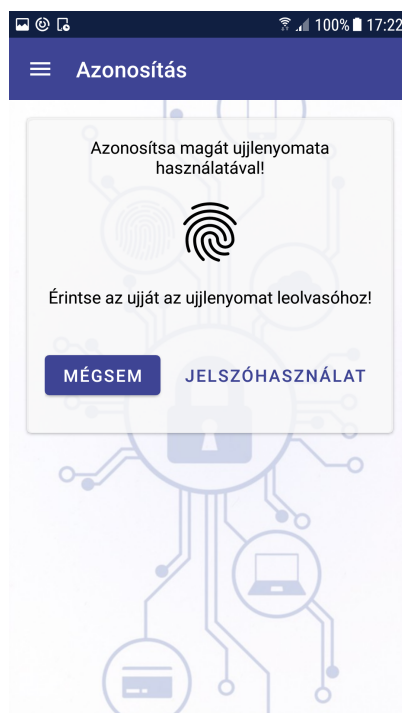 100% 17:22
Azonosítás
Azonosítsa magát ujjlenyomata
használatával!
Érintse az ujját az ujjlenyomat leolvasóhoz!
MÉGSEM JELSZÓHASZNÁLAT